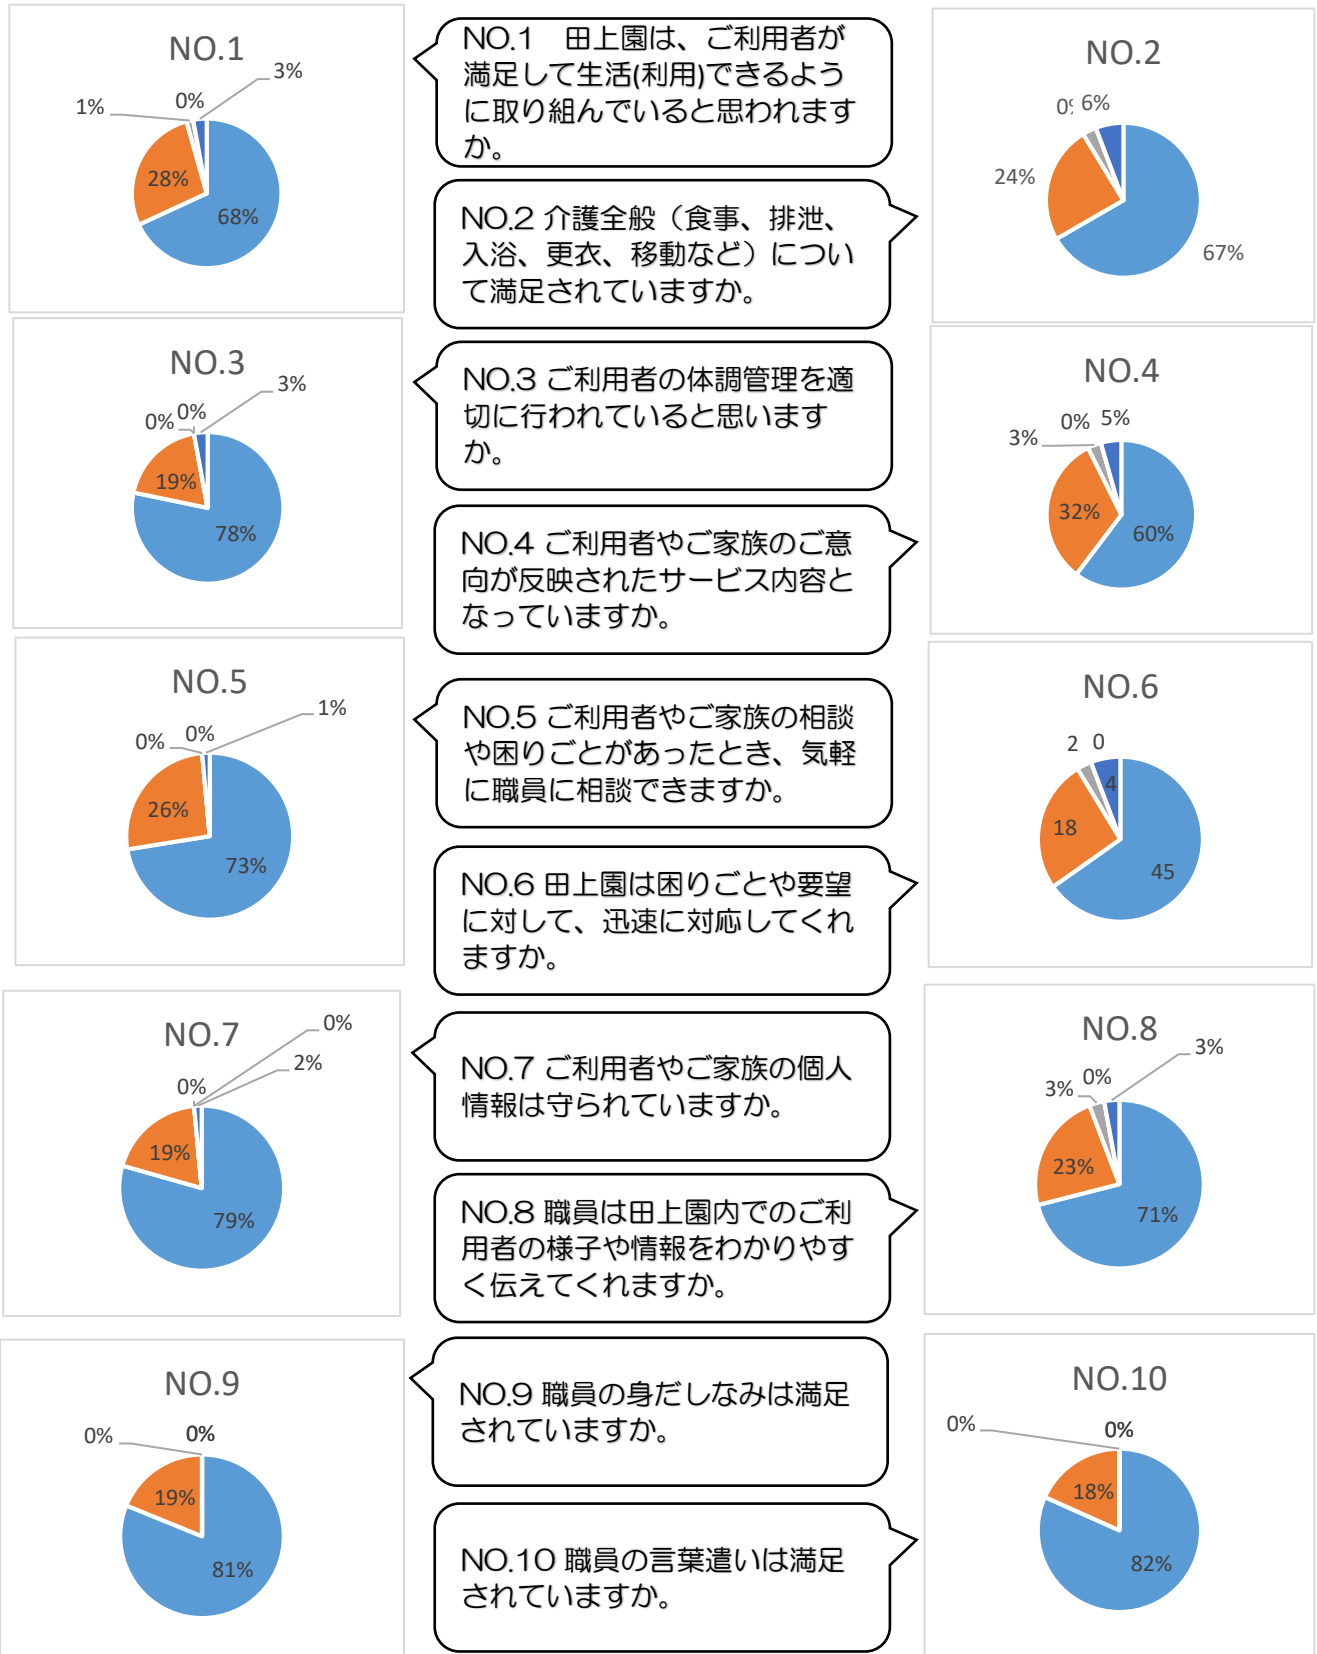 NO.1
3%
0%
1%
28%
68%
NO.1　田上園は、ご利用者が
満足して生活(利用)できるよう
に取り組んでいると思われます
か。
NO.2
0%
6%
24%
67%
NO.2 介護全般（食事、排泄、
入浴、更衣、移動など）につい
て満足されていますか。
NO.3
3%
0%
0%
19%
78%
NO.3 ご利用者の体調管理を適
切に行われていると思います
か。
NO.4
0%
5%
3%
32%
60%
NO.4 ご利用者やご家族のご意
向が反映されたサービス内容と
なっていますか。
NO.5
1%
0%
0%
26%
73%
NO.5 ご利用者やご家族の相談
や困りごとがあったとき、気軽
に職員に相談できますか。
NO.6
2
0
4
18
45
NO.6 田上園は困りごとや要望
に対して、迅速に対応してくれ
ますか。
NO.7
0%
2%
0%
19%
79%
NO.7 ご利用者やご家族の個人
情報は守られていますか。
NO.8
3%
0%
3%
23%
71%
NO.8 職員は田上園内でのご利
用者の様子や情報をわかりやす
く伝えてくれますか。
NO.9
0%
0%
19%
81%
NO.9 職員の身だしなみは満足
されていますか。
NO.10
0%
0%
18%
82%
NO.10 職員の言葉遣いは満足
されていますか。